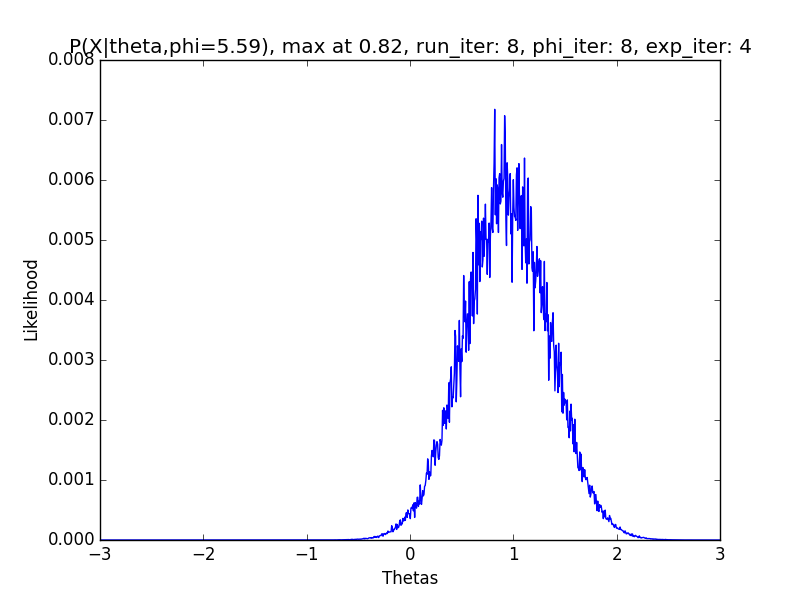 P(X|theta,phi=5.59), max at 0.82, run_iter: 8, phi_iter: 8, exp_iter: 4
0.008
0.007
0.006
0.005
0.004
0.003
0.002
0.001
0.000
Likelihood
−3 −2 −1 0 1 2 3
Thetas